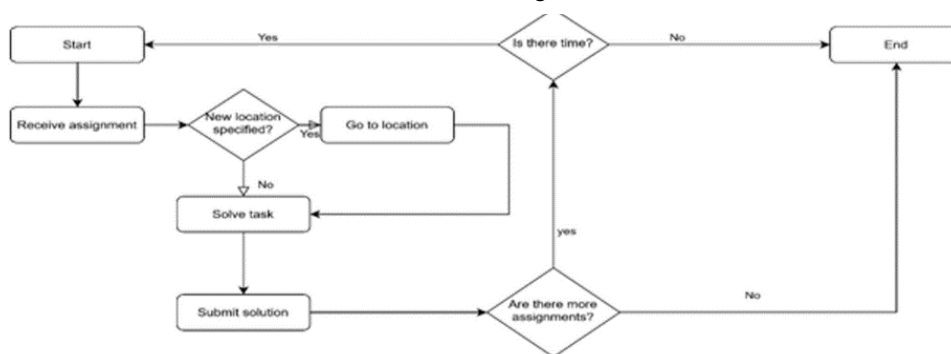 Yes
Is there time?
No
Start
End
Receive assignment
New location
specified?
Yes
Go to location
No
Solve task
yes
Submit solution
Are there more
assignments?
No